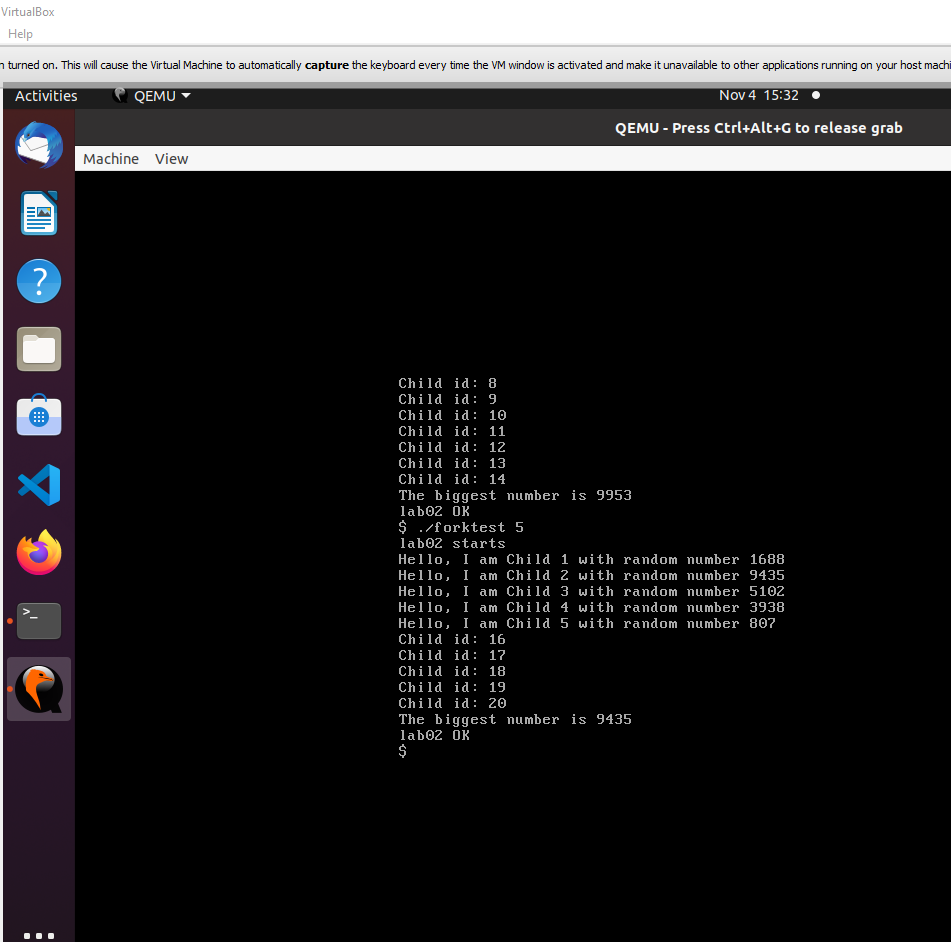 VirtualBox
Help
n turned on. This will cause the Virtual Machine to automatically capture the keyboard every time the VM window is activated and make it unavailable to other applications running on your host machi
Activities QEMU Nov 4 15:32
QEMU - Press Ctrl+Alt+G to release grab
Machine View
Child id: 8
Child id: 9
Child id: 10
Child id: 11
Child id: 12
Child id: 13
Child id: 14
The biggest number is 9953
lab02 OK
$ ./forktest 5
lab02 starts
Hello, I am Child 1 with random number 1688
Hello, I am Child 2 with random number 9435
Hello, I am Child 3 with random number 5102
Hello, I am Child 4 with random number 3938
Hello, I am Child 5 with random number 807
Child id: 16
Child id: 17
Child id: 18
Child id: 19
Child id: 20
The biggest number is 9435
lab02 OK
$